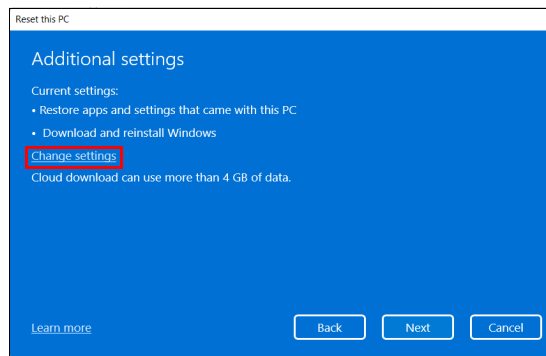 Reset this PC
Additional settings
Current settings:
• Restore apps and settings that came with this PC
• Download and reinstall Windows
Change settings
Cloud download can use more than 4 GB of data.
Learn more
Back
Next
Cancel